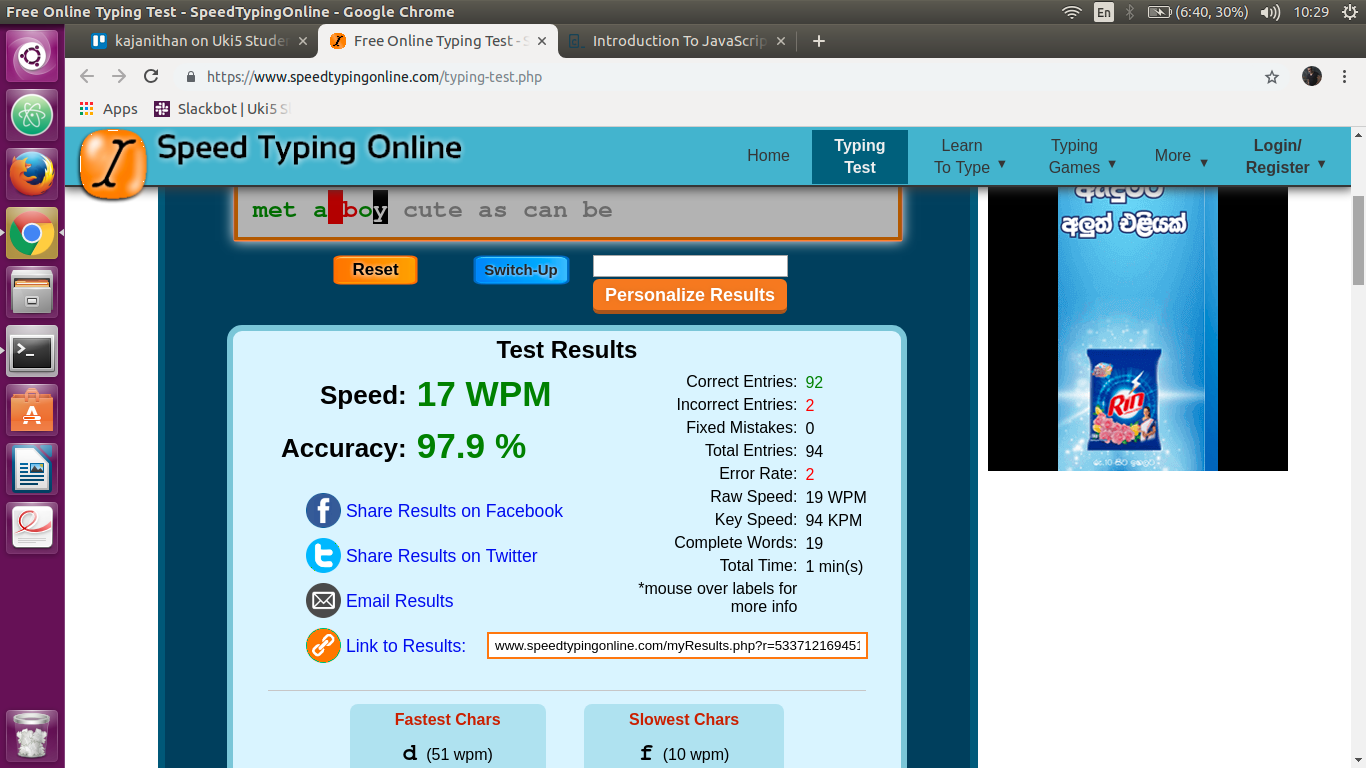 Free Online Typing Test - SpeedTypingOnline - Google Chrome
En
(6:40, 30%)
10:29
kajanithan on Uki5 Stude
Free Online Typing Test - S
Introduction To JavaScrip
https://www.speedtypingonline.com/typing-test.php
Apps
Slackbot | Uki5 S
Speed Typing Online
Home
Typing
Test
Learn
To Type
Typing
Games
More
Login/
Register
met a boy cute as can be
Reset
Switch-Up
Personalize Results
Test Results
Speed: 17 WPM
Accuracy: 97.9 %
Share Results on Facebook
Share Results on Twitter
Email Results
Link to Results: www.speedtypingonline.com/myResults.php?r=533712169451
Correct Entries: 92
Incorrect Entries: 2
Fixed Mistakes: 0
Total Entries: 94
Error Rate: 2
Raw Speed: 19 WPM
Key Speed: 94 KPM
Complete Words: 19
Total Time: 1 min(s)
*mouse over labels for
more info
Fastest Chars
d (51 wpm)
Slowest Chars
f (10 wpm)
අලුත් එළියක්
Rin